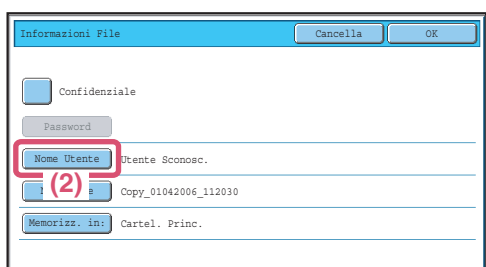 Informazioni File Cancella OK
Confidenziale
Password
Nome Utente Utente Sconosc.
(2) Copy_01042006_112030
Memorizz. in: Cartel. Princ.